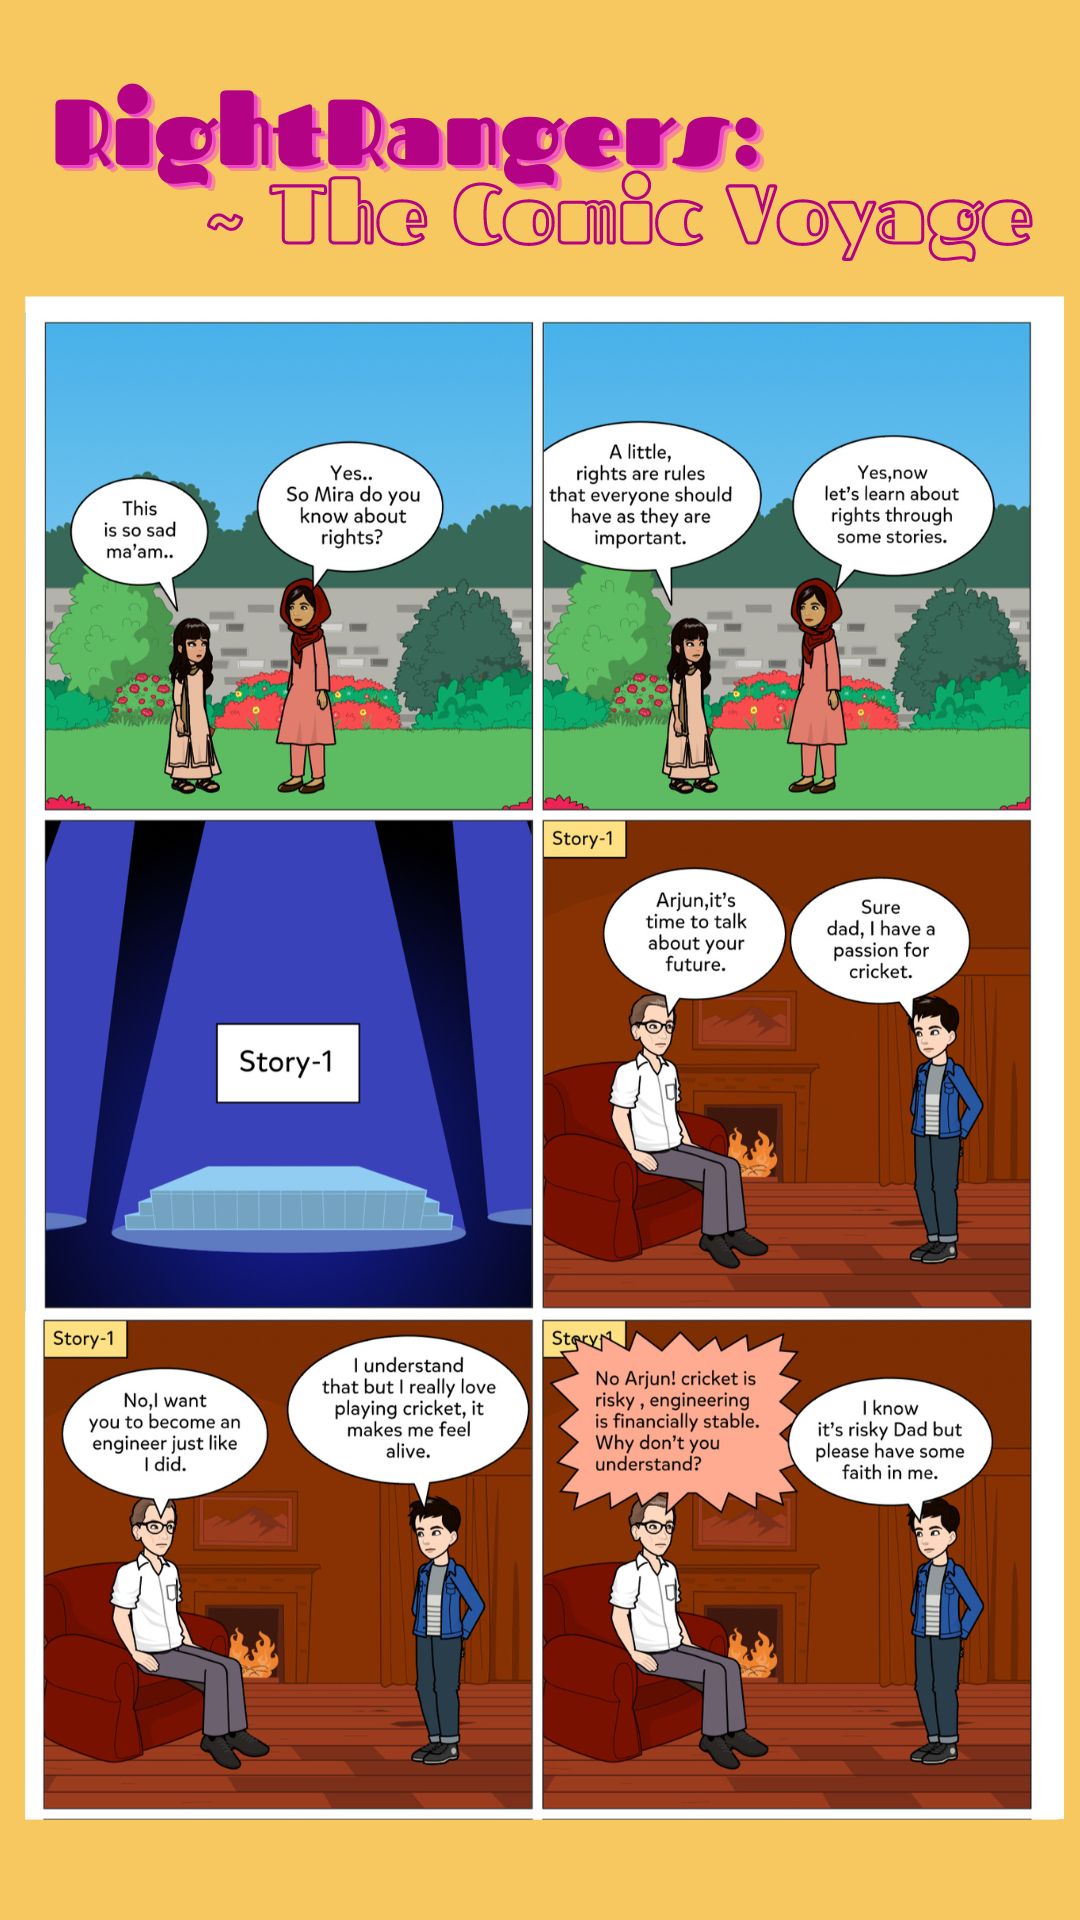 RightRangers:
~ The Comic Voyage
This
is so sad
ma'am..
Yes..
So Mira do you
know about
rights?
A little,
rights are rules
that everyone should
have as they are
important.
Yes,now
let's learn about
rights through
some stories.
Story-1
Story-1
Arjun,it's
time to talk
about your
future.
Sure
dad, I have a
passion for
cricket.
Story-1
No,I want
you to become an
engineer just like
I did.
I understand
that but I really love
playing cricket, it
makes me feel
alive.
Story-1
No Arjun! cricket is
risky , engineering
is financially stable.
Why don't you
understand?
I know
it's risky Dad but
please have some
faith in me.